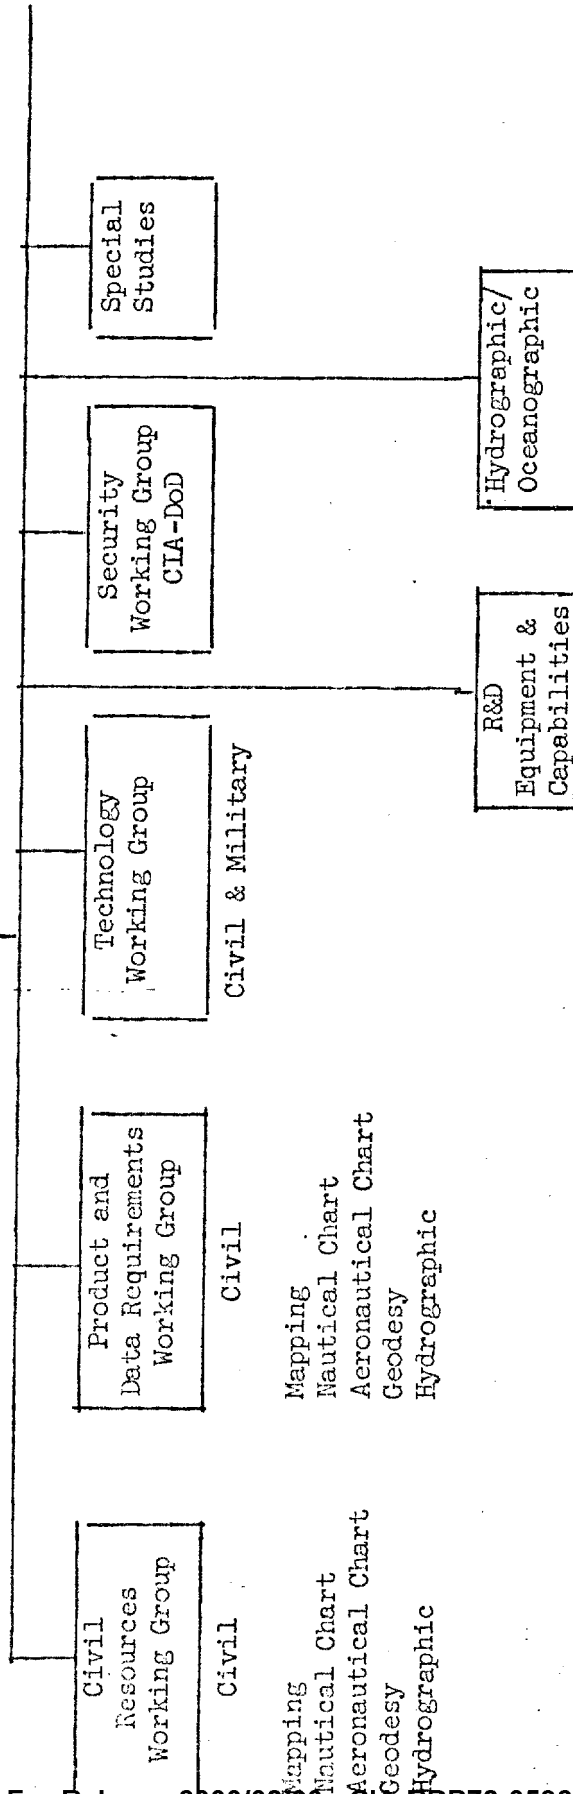 Civil
Resources
Working Group
Civil
Mapping
Nautical Chart
Aeronautical Chart
Geodesy
Hydrographic
Product and
Data Requirements
Working Group
Civil
Mapping
Nautical Chart
Aeronautical Chart
Geodesy
Hydrographic
Technology
Working Group
Civil & Military
Security
Working Group
CIA-DoD
Special
Studies
R&D
Equipment &
Capabilities
Hydrographic/
Oceanographic